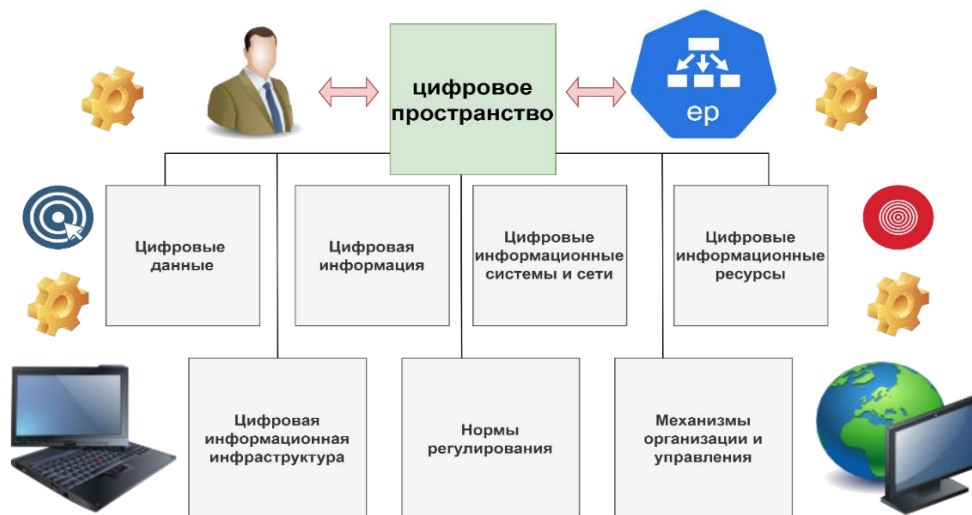 цифровое
пространство
ep
Цифровые
данные
Цифровая
информация
Цифровые
информационные
системы и сети
Цифровые
информационные
ресурсы
Цифровая
информационная
инфраструктура
Нормы
регулирования
Механизмы
организации и
управления